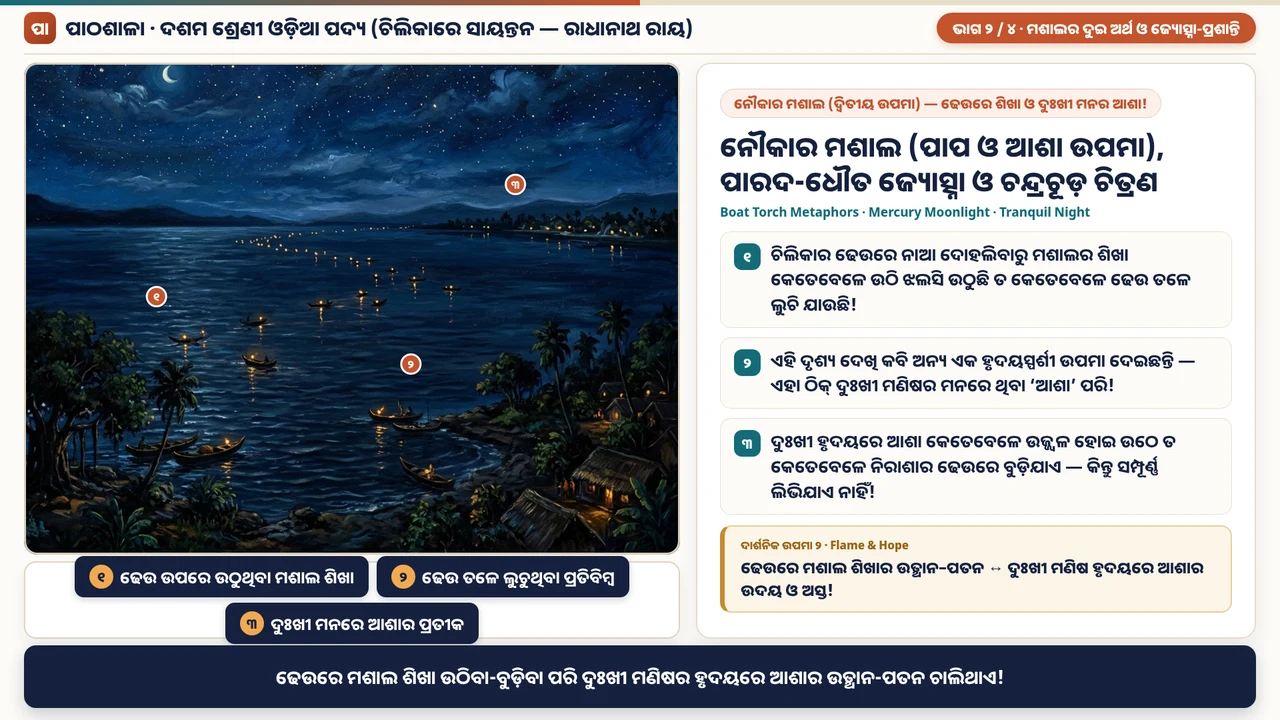 ପା ପାଠଶାଳା · ଦଶମ ଶ୍ରେଣୀ ଓଡ଼ିଆ ପଦ୍ୟ (ଚିଲିକାରେ ସାୟନ୍ତନ — ରାଧାନାଥ ରାୟ)
ଭାଗ ୨ / ୪ · ମଶାଲର ଦୁଇ ଅର୍ଥ ଓ ଜ୍ୟୋତ୍ସ୍ନା-ପ୍ରଶାନ୍ତି
୩
୧
୨
୧ ଢେଉ ଉପରେ ଉଠୁଥିବା ମଶାଲ ଶିଖା
୨ ଢେଉ ତଳେ ଲୁଚୁଥିବା ପ୍ରତିବିମ୍ବ
୩ ଦୁଃଖୀ ମନରେ ଆଶାର ପ୍ରତୀକ
ନୌକାର ମଶାଲ (ଦ୍ୱିତୀୟ ଉପମା) — ଢେଉରେ ଶିଖା ଓ ଦୁଃଖୀ ମନର ଆଶା!
ନୌକାର ମଶାଲ (ପାପ ଓ ଆଶା ଉପମା),
ପାରଦ-ଧୌତ ଜ୍ୟୋତ୍ସ୍ନା ଓ ଚନ୍ଦ୍ରଚୂଡ଼ ଚିତ୍ରଣ
Boat Torch Metaphors · Mercury Moonlight · Tranquil Night
୧ ଚିଲିକାର ଢେଉରେ ନାଆ ଦୋହଲିବାରୁ ମଶାଲର ଶିଖା
କେତେବେଳେ ଉଠି ଝଲସି ଉଠୁଛି ତ କେତେବେଳେ ଢେଉ ତଳେ
ଲୁଚି ଯାଉଛି!
୨ ଏହି ଦୃଶ୍ୟ ଦେଖି କବି ଅନ୍ୟ ଏକ ହୃଦୟସ୍ପର୍ଶୀ ଉପମା ଦେଇଛନ୍ତି —
ଏହା ଠିକ୍ ଦୁଃଖୀ ମଣିଷର ମନରେ ଥିବା ‘ଆଶା’ ପରି!
୩ ଦୁଃଖୀ ହୃଦୟରେ ଆଶା କେତେବେଳେ ଉଜ୍ଜ୍ୱଳ ହୋଇ ଉଠେ ତ
କେତେବେଳେ ନିରାଶାର ଢେଉରେ ବୁଡ଼ିଯାଏ — କିନ୍ତୁ ସମ୍ପୂର୍ଣ୍ଣ
ଲିଭିଯାଏ ନାହିଁ!
ଦାର୍ଶନିକ ଉପମା ୨ · Flame & Hope
ଢେଉରେ ମଶାଲ ଶିଖାର ଉତ୍ଥାନ-ପତନ ↔ ଦୁଃଖୀ ମଣିଷ ହୃଦୟରେ ଆଶାର
ଉଦୟ ଓ ଅସ୍ତ!
ଢେଉରେ ମଶାଲ ଶିଖା ଉଠିବା-ବୁଡ଼ିବା ପରି ଦୁଃଖୀ ମଣିଷର ହୃଦୟରେ ଆଶାର ଉତ୍ଥାନ-ପତନ ଚାଲିଥାଏ!